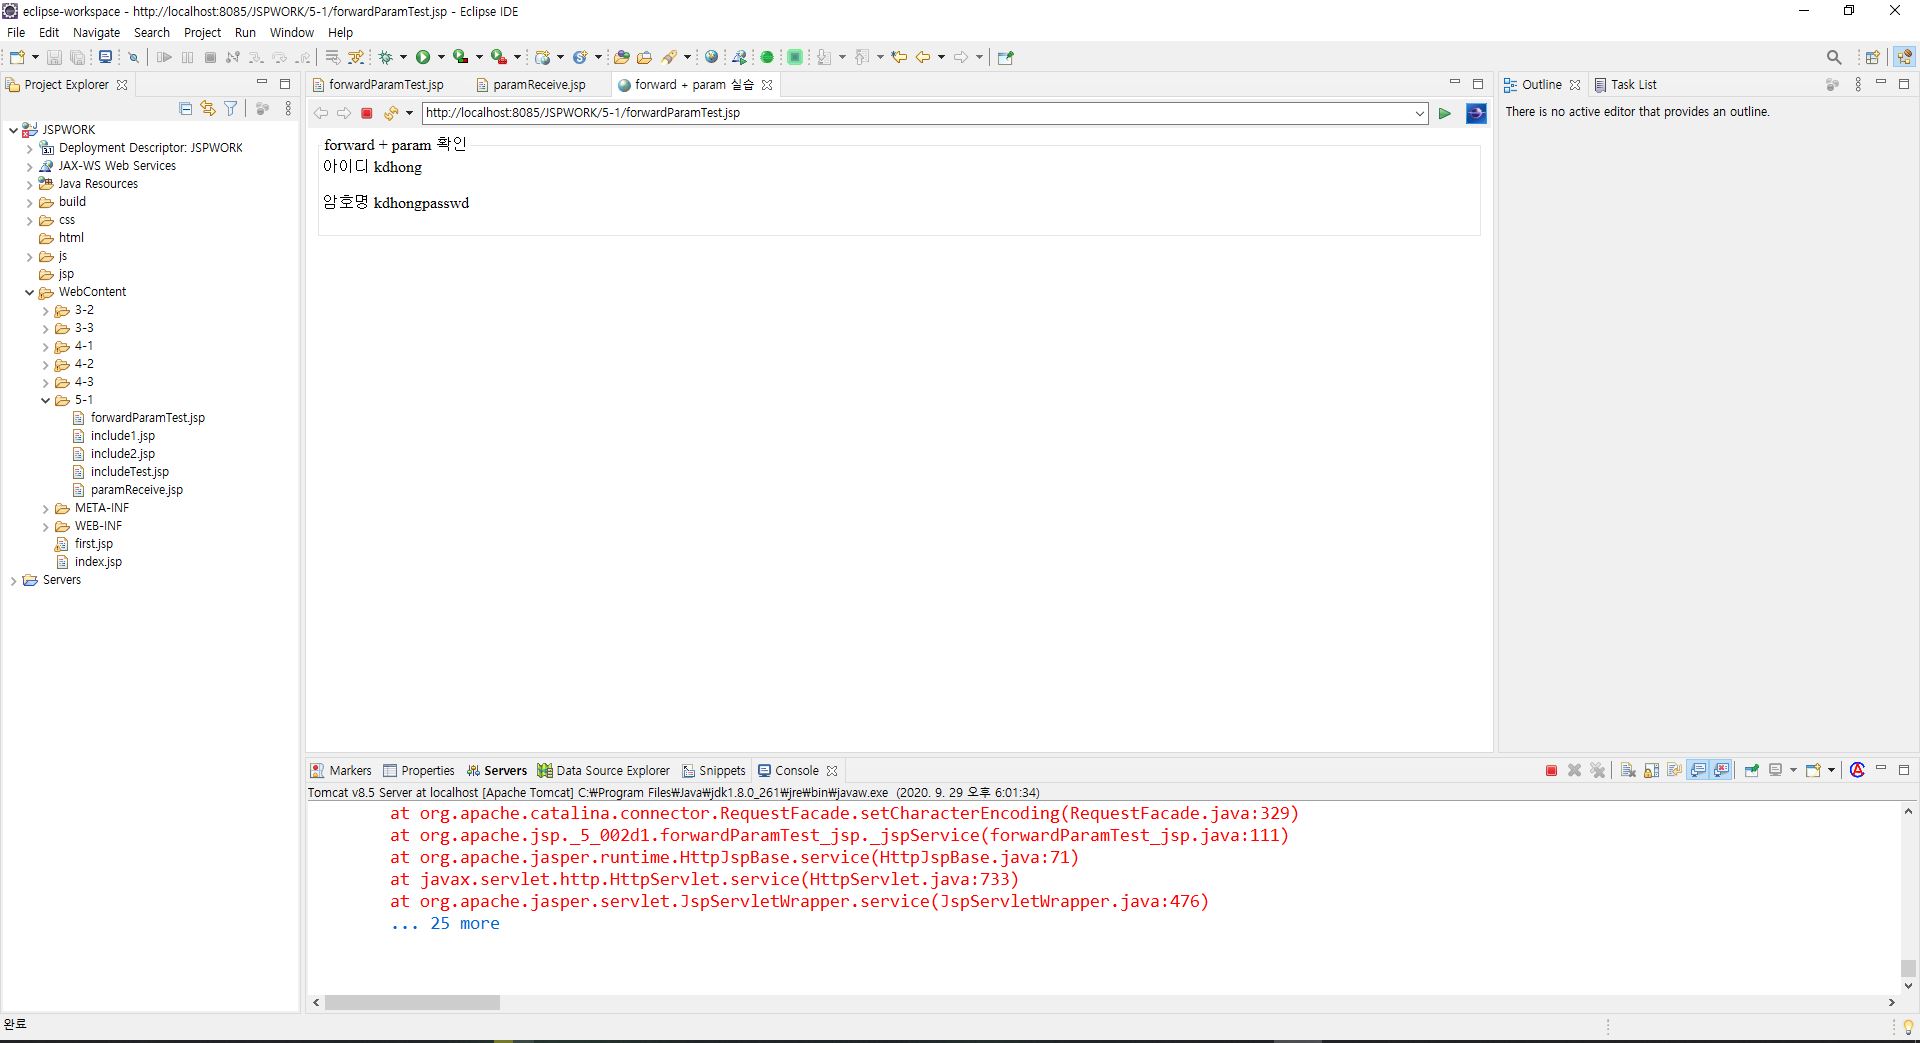 eclipse-workspace - http://localhost:8085/JSPWORK/5-1/forwardParamTest.jsp - Eclipse IDE
File Edit Navigate Search Project Run Window Help
Project Explorer
JSPWORK
Deployment Descriptor: JSPWORK
JAX-WS Web Services
Java Resources
build
css
html
js
jsp
WebContent
3-2
3-3
4-1
4-2
4-3
5-1
forwardParamTest.jsp
include1.jsp
include2.jsp
includeTest.jsp
paramReceive.jsp
META-INF
WEB-INF
first.jsp
index.jsp
Servers
forwardParamTest.jsp paramReceive.jsp forward + param 실습
http://localhost:8085/JSPWORK/5-1/forwardParamTest.jsp
forward + param 확인
아이디 kdhong
암호명 kdhongpasswd
Outline Task List
There is no active editor that provides an outline.
Markers Properties Servers Data Source Explorer Snippets Console
Tomcat v8.5 Server at localhost [Apache Tomcat] C:₩Program Files₩Java₩jdk1.8.0_261₩jre₩bin₩javaw.exe (2020. 9. 29 오후 6:01:34)
at org.apache.catalina.connector.RequestFacade.setCharacterEncoding(RequestFacade.java:329)
at org.apache.jsp._5_002d1.forwardParamTest_jsp._jspService(forwardParamTest_jsp.java:111)
at org.apache.jasper.runtime.HttpJspBase.service(HttpJspBase.java:71)
at javax.servlet.http.HttpServlet.service(HttpServlet.java:733)
at org.apache.jasper.servlet.JspServletWrapper.service(JspServletWrapper.java:476)
... 25 more
완료